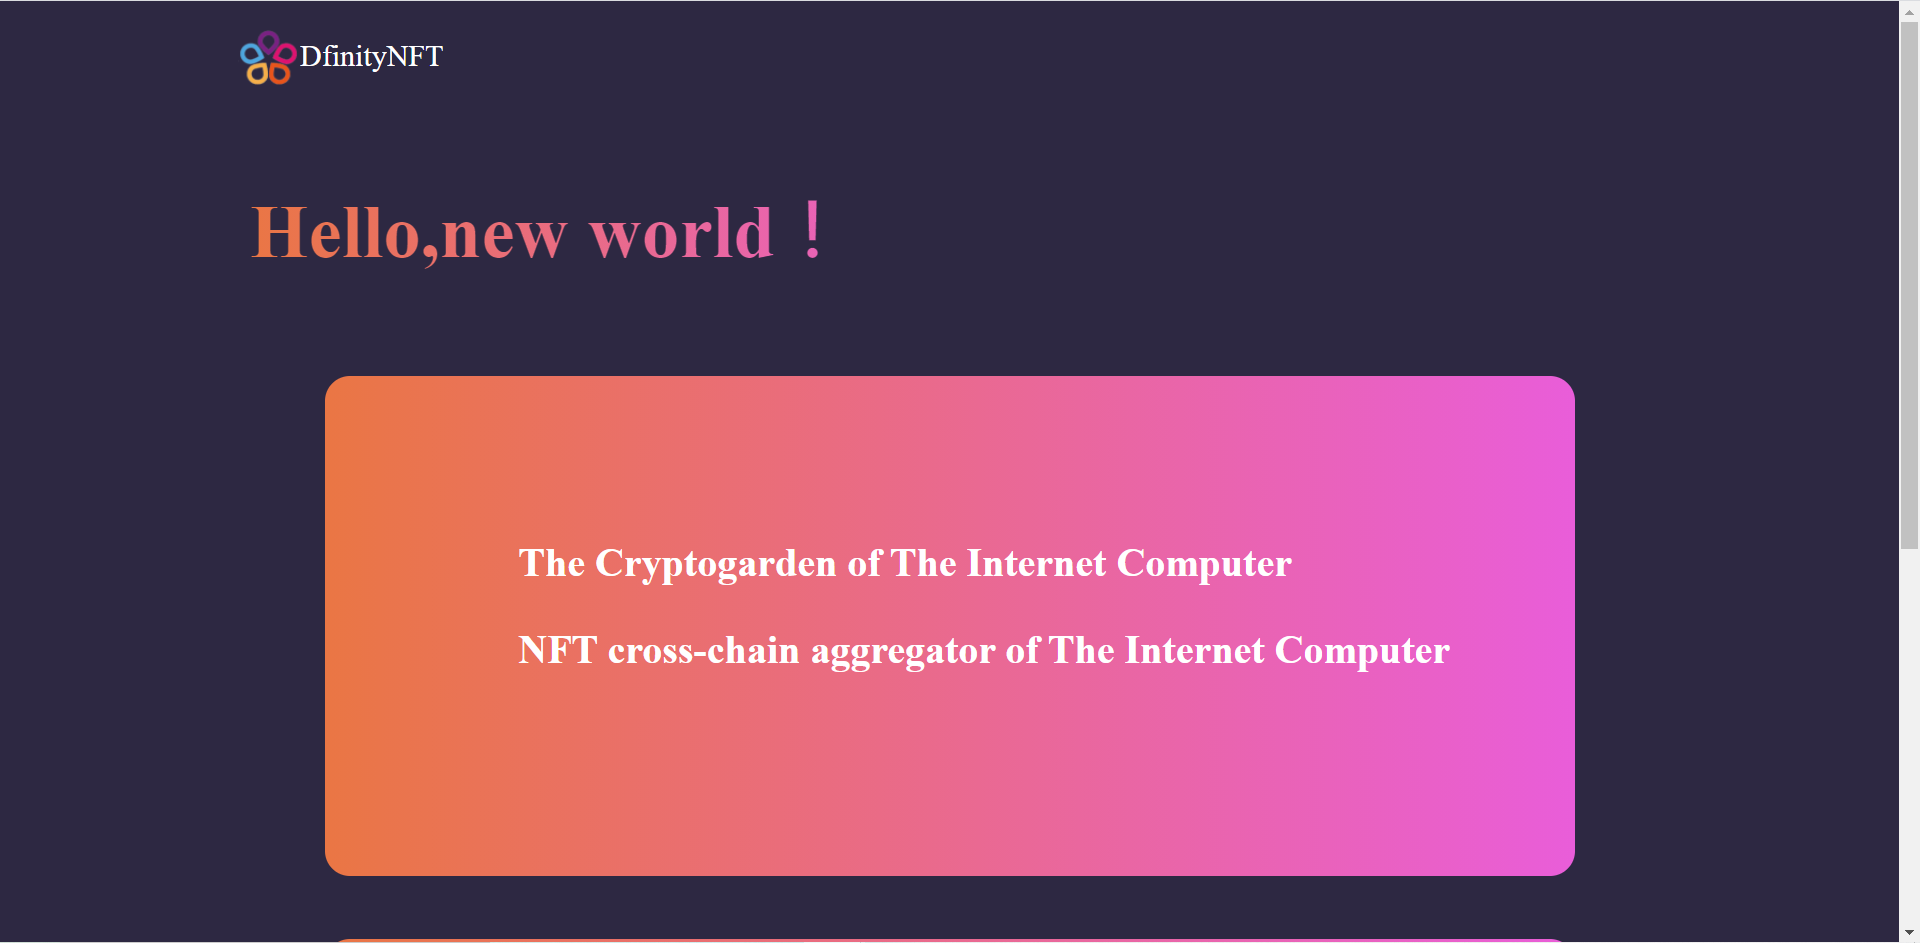 DfinityNFT
Hello,new world！
The Cryptogarden of The Internet Computer
NFT cross-chain aggregator of The Internet Computer